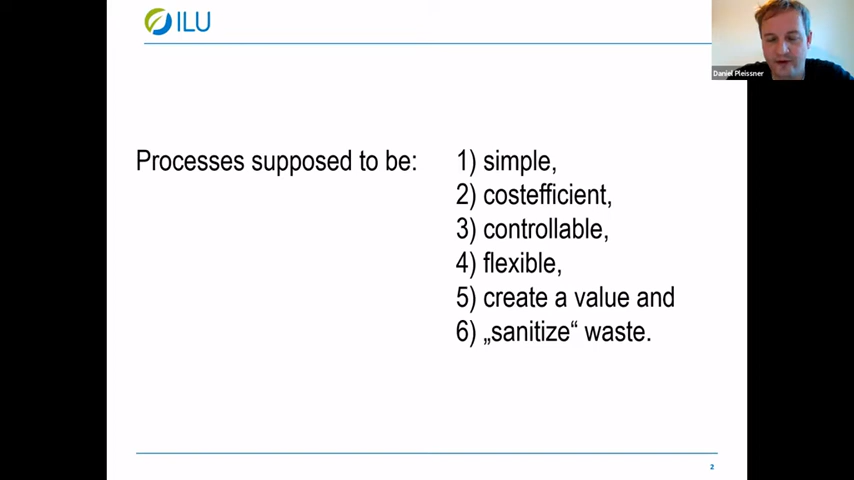 ILU
Daniel Pleissner
Processes supposed to be:
1) simple,
2) costefficient,
3) controllable,
4) flexible,
5) create a value and
6) „sanitize“ waste.
2